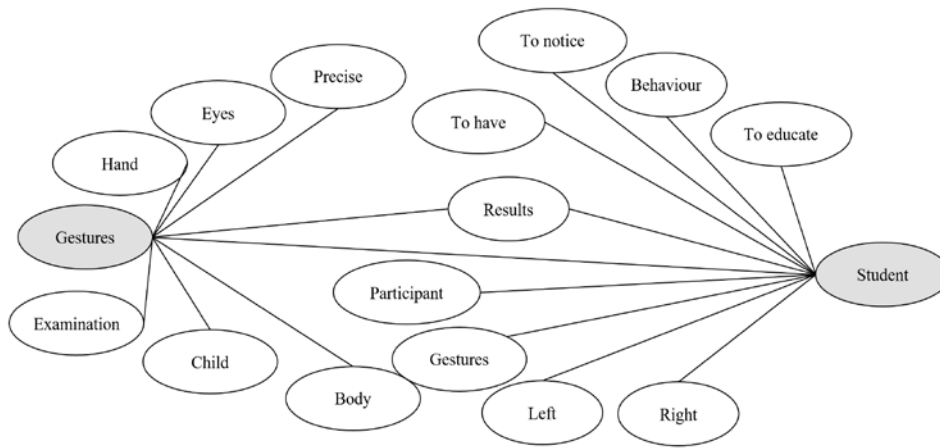 To notice
Precise
Behaviour
Eyes
To have
To educate
Hand
Results
Gestures
Student
Participant
Examination
Gestures
Child
Body
Left
Right